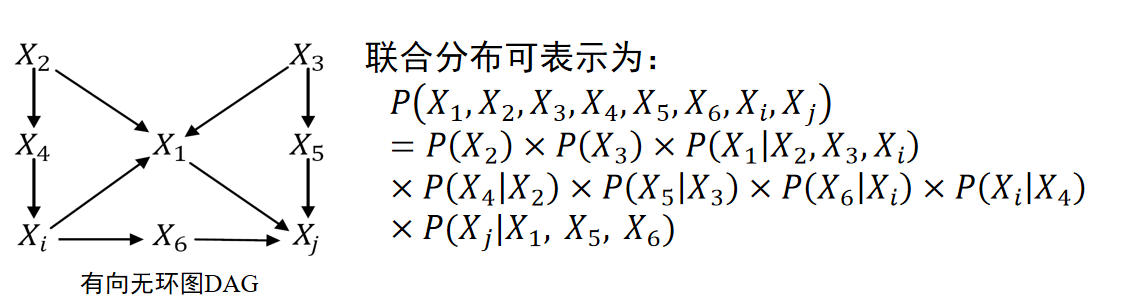 X₂ X₃
X₄ X₁ X₅
Xᵢ X₆ Xⱼ
有向无环图DAG
联合分布可表示为：
P(X₁, X₂, X₃, X₄, X₅, X₆, Xᵢ, Xⱼ)
= P(X₂) × P(X₃) × P(X₁|X₂, X₃, Xᵢ)
× P(X₄|X₂) × P(X₅|X₃) × P(X₆|Xᵢ) × P(Xᵢ|X₄)
× P(Xⱼ|X₁, X₅, X₆)